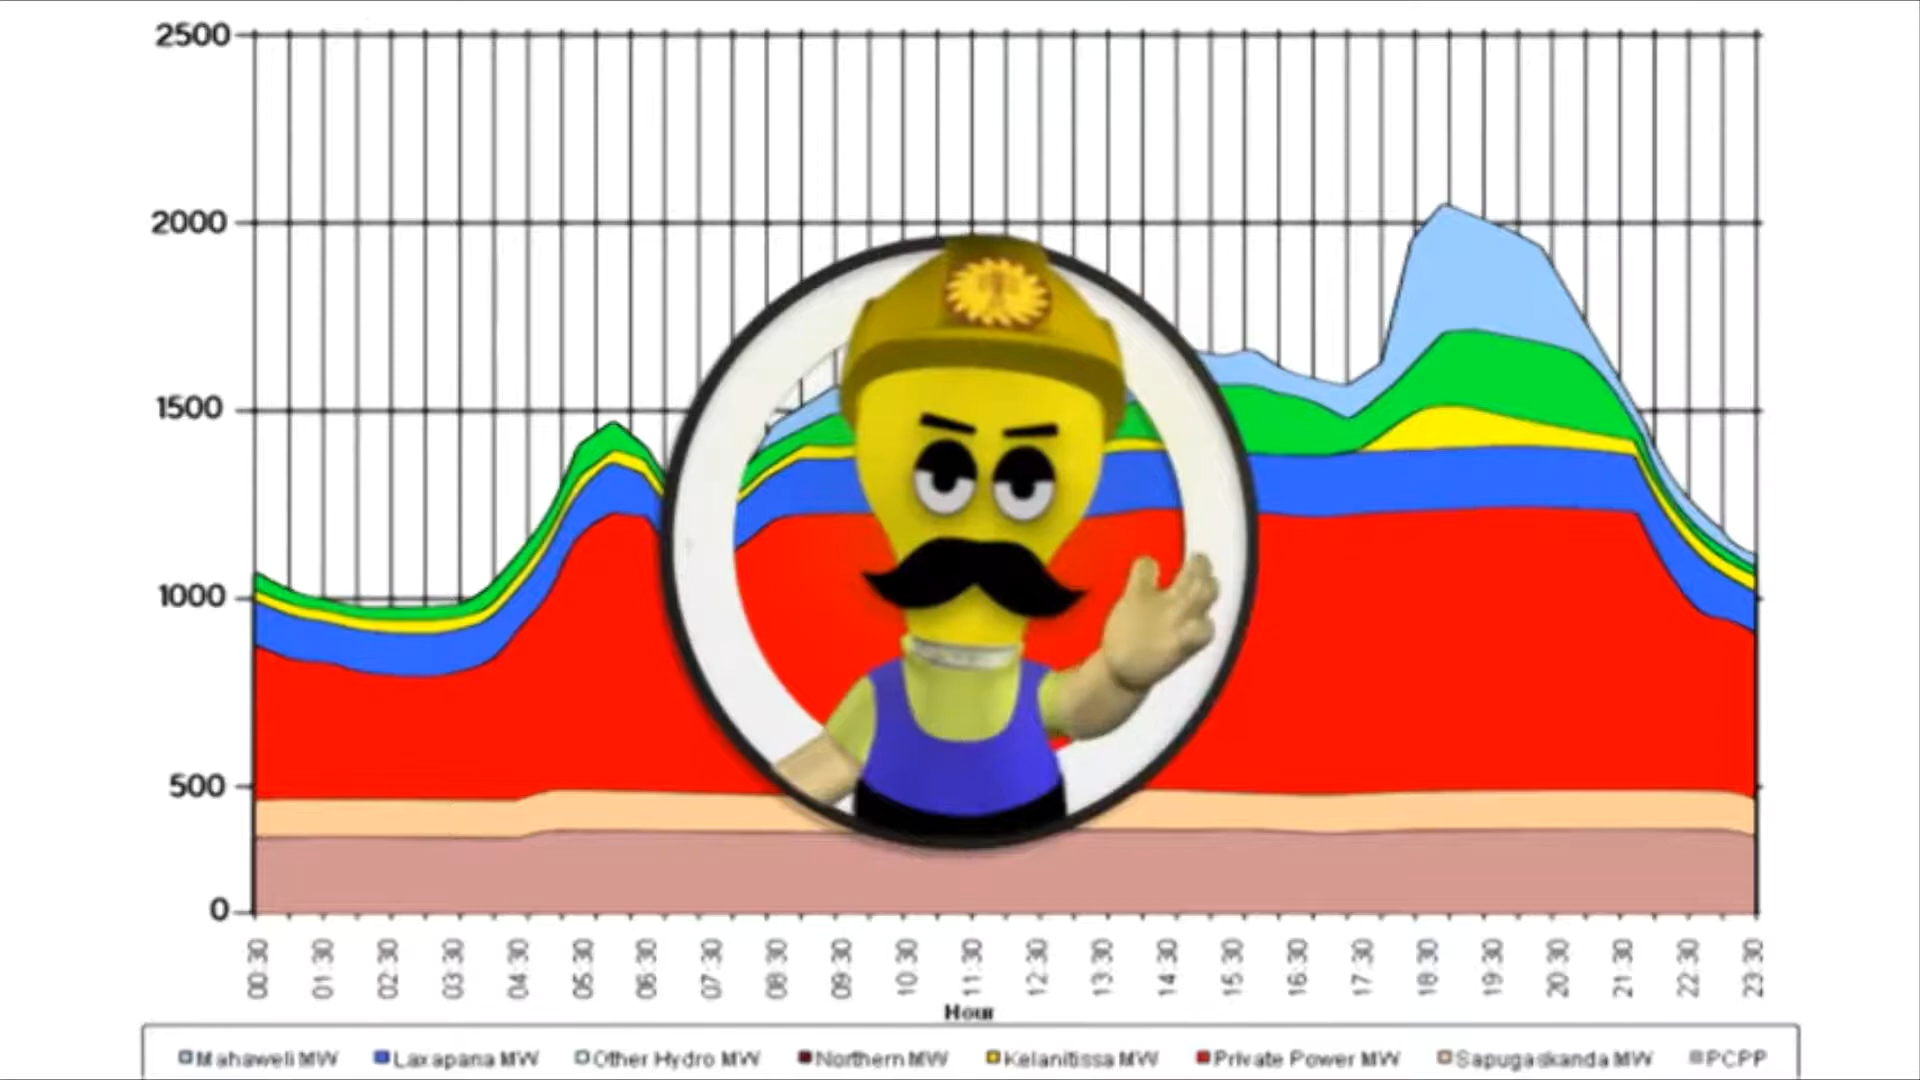 2500
2000
1500
1000
500
0
00:30 01:30 02:30 03:30 04:30 05:30 06:30 07:30 08:30 09:30 10:30 11:30 12:30 13:30 14:30 15:30 16:30 17:30 18:30 19:30 20:30 21:30 22:30 23:30
Hour
Mahaweli MW Laxapana MW Other Hydro MW Northern MW Kelanitissa MW Private Power MW Sapugaskanda MW PCPP